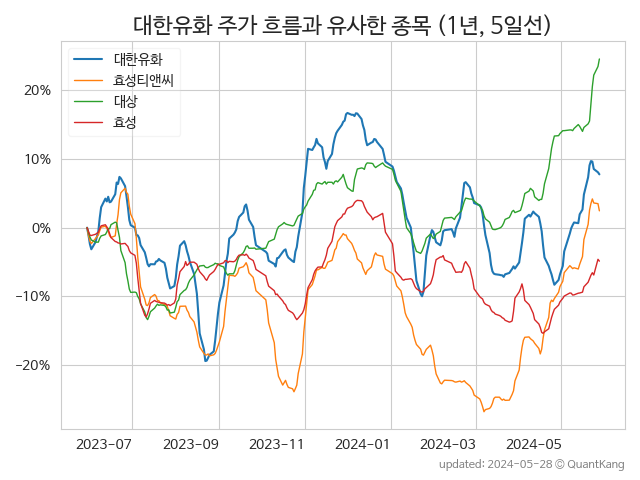 대한유화 주가 흐름과 유사한 종목 (1년, 5일선)
대한유화
효성티앤씨
대상
효성
20%
10%
0%
−10%
−20%
2023−07
2023−09
2023−11
2024−01
2024−03
2024−05
updated: 2024-05-28 © QuantKang